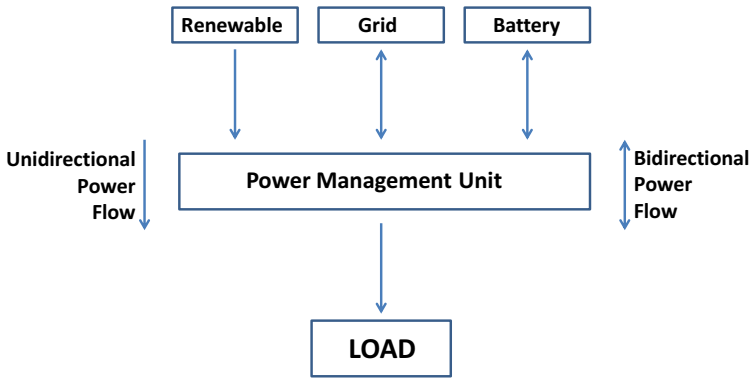 Renewable
Grid
Battery
Unidirectional
Power
Flow
Power Management Unit
Bidirectional
Power
Flow
LOAD